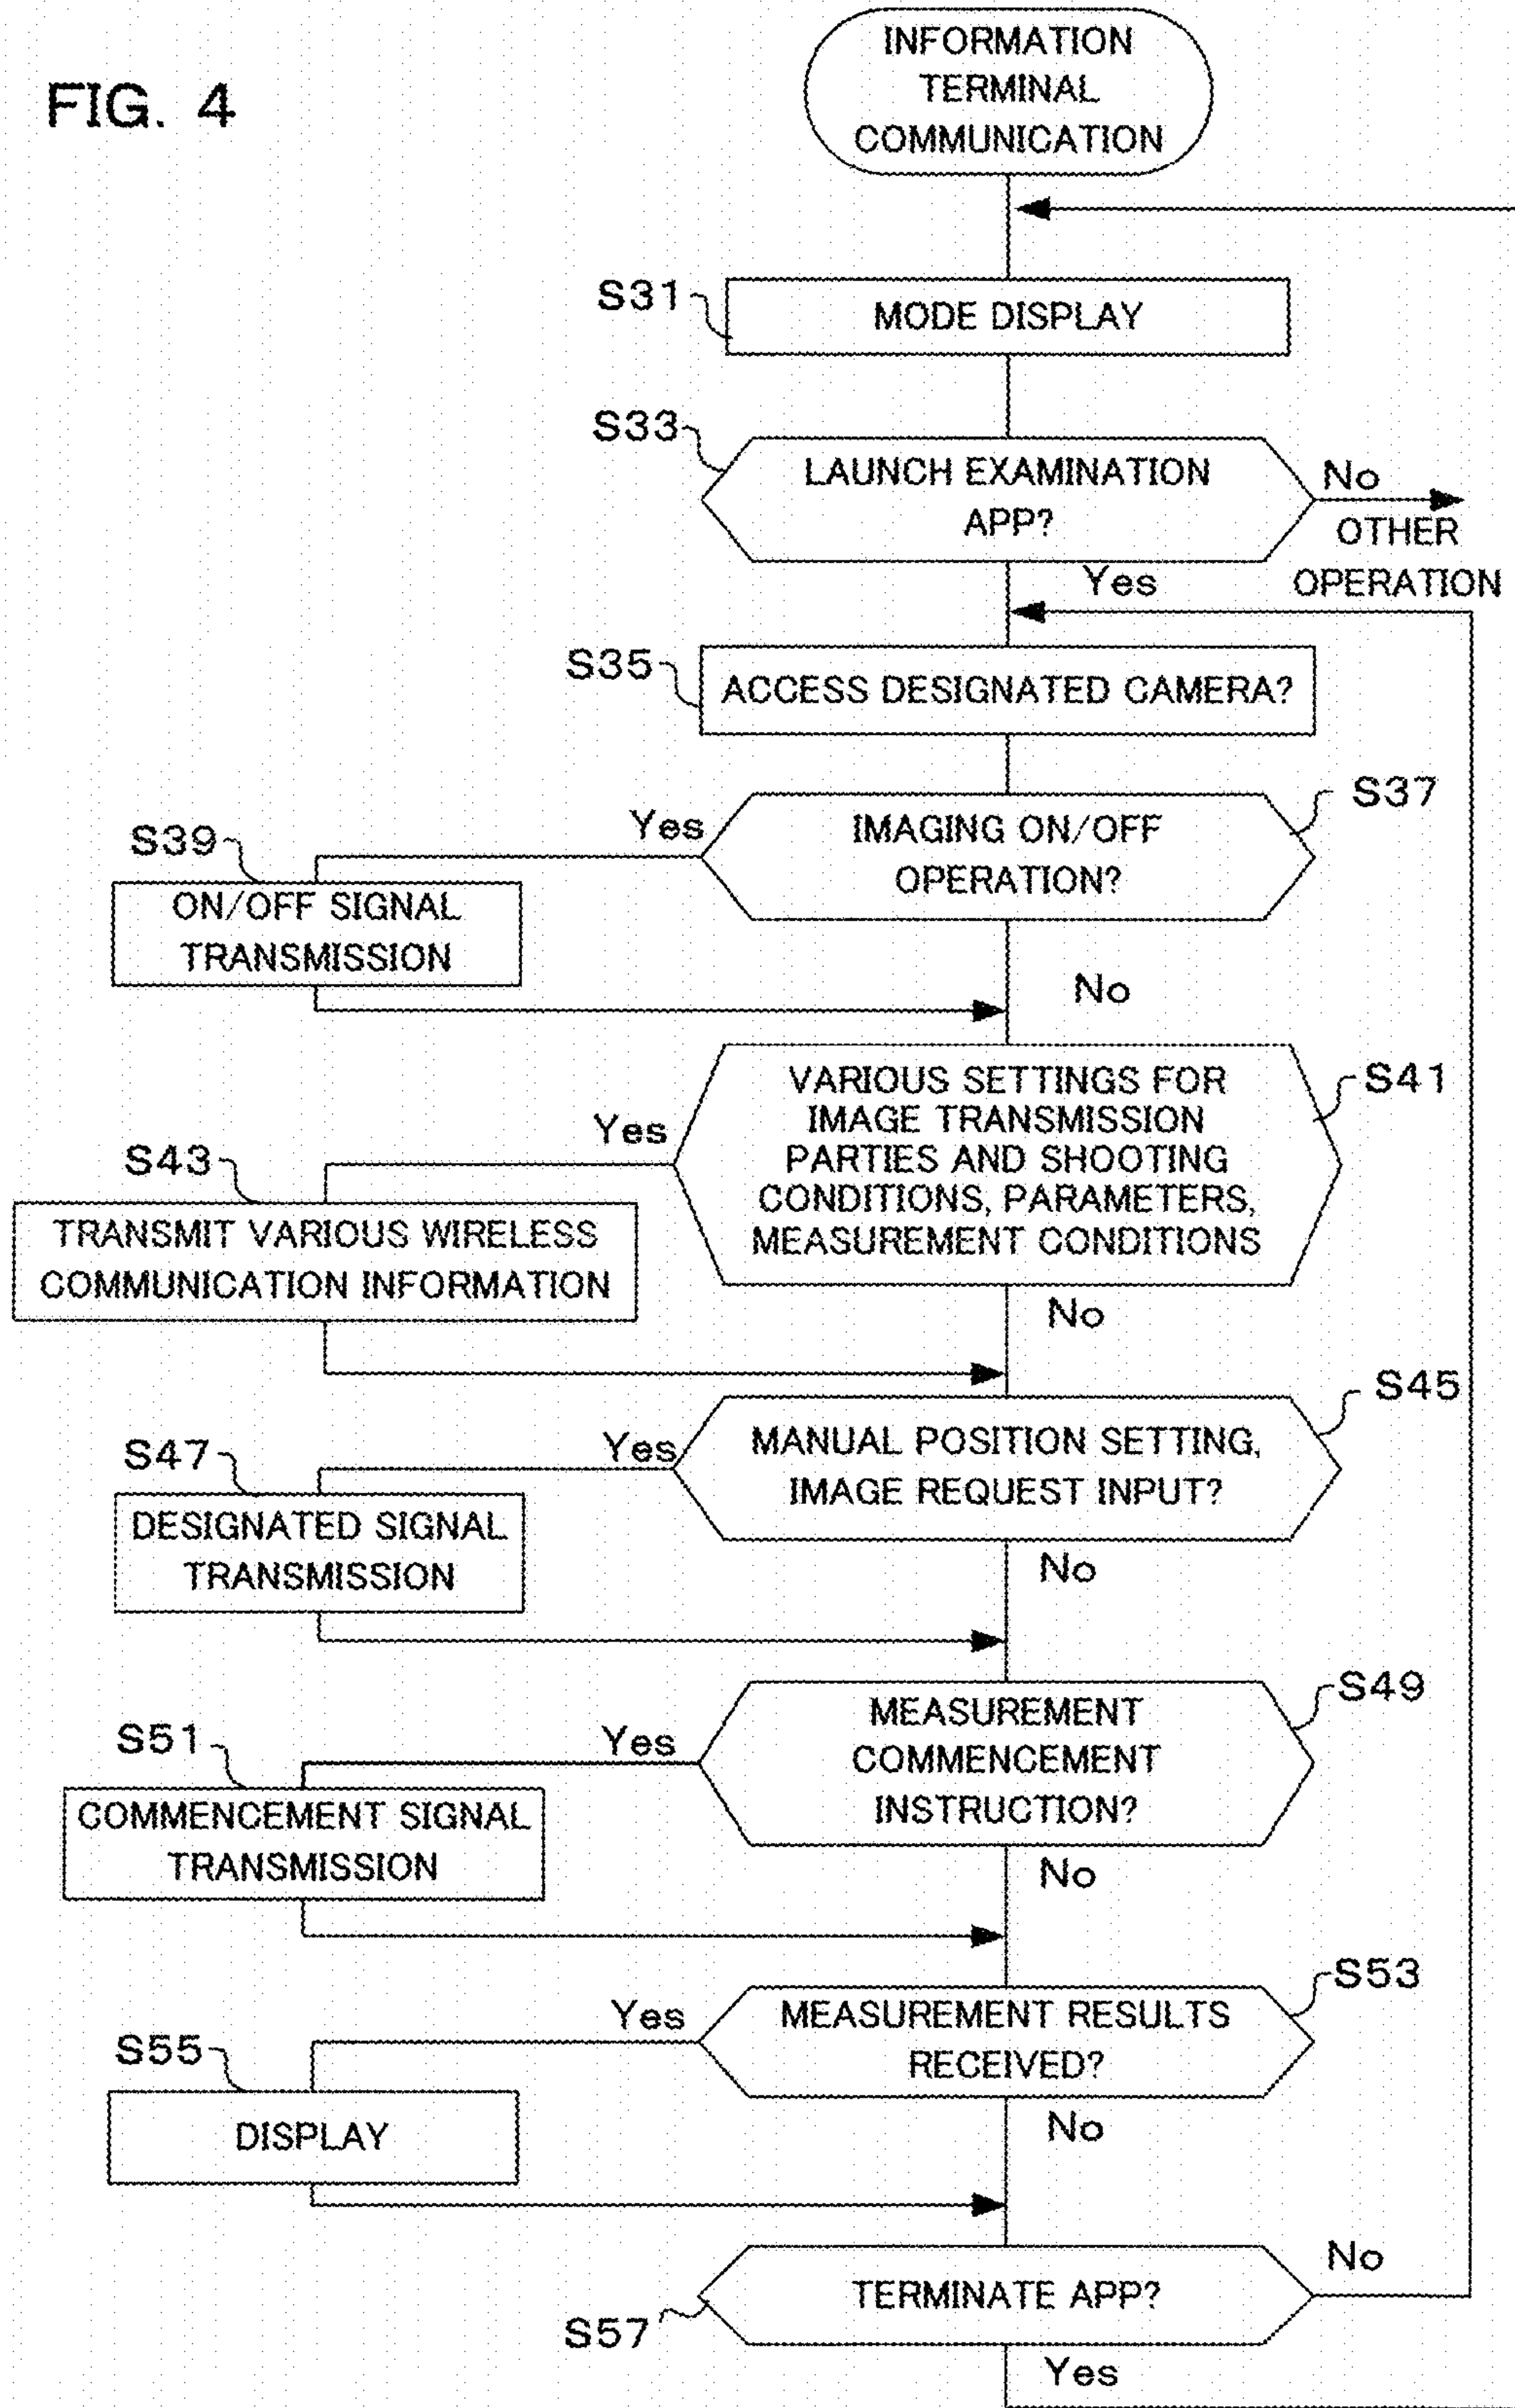 FIG. 4
INFORMATION
TERMINAL
COMMUNICATION
S31
MODE DISPLAY
S33
LAUNCH EXAMINATION
APP?
No
OTHER
OPERATION
Yes
S35
ACCESS DESIGNATED CAMERA?
S37
IMAGING ON/OFF
OPERATION?
Yes
S39
ON/OFF SIGNAL
TRANSMISSION
No
S41
VARIOUS SETTINGS FOR
IMAGE TRANSMISSION
PARTIES AND SHOOTING
CONDITIONS, PARAMETERS,
MEASUREMENT CONDITIONS
Yes
S43
TRANSMIT VARIOUS WIRELESS
COMMUNICATION INFORMATION
No
S45
MANUAL POSITION SETTING,
IMAGE REQUEST INPUT?
Yes
S47
DESIGNATED SIGNAL
TRANSMISSION
No
S49
MEASUREMENT
COMMENCEMENT
INSTRUCTION?
Yes
S51
COMMENCEMENT SIGNAL
TRANSMISSION
No
S53
MEASUREMENT RESULTS
RECEIVED?
Yes
S55
DISPLAY
No
S57
TERMINATE APP?
No
Yes